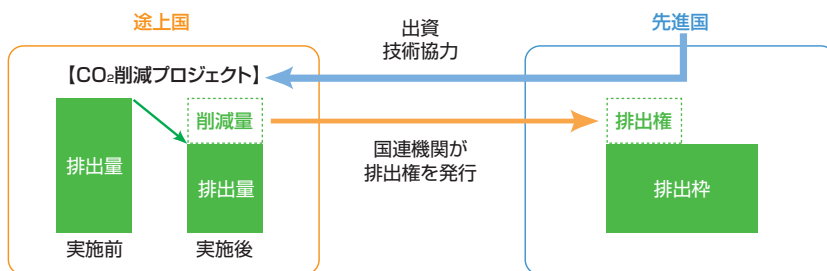 途上国
出資
技術協力
先進国
【CO₂削減プロジェクト】
削減量
排出権
排出量
排出量
国連機関が
排出権を発行
排出枠
実施前
実施後